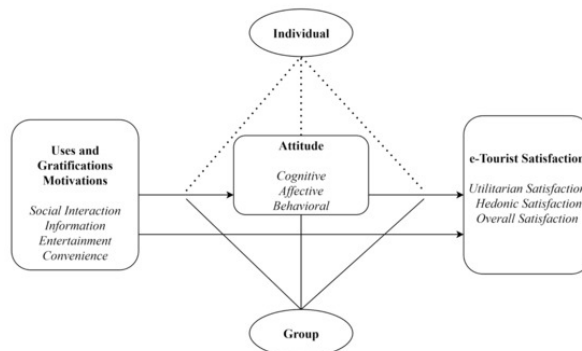 Individual
Uses and
Gratifications
Motivations
Social Interaction
Information
Entertainment
Convenience
Attitude
Cognitive
Affective
Behavioral
e-Tourist Satisfaction
Utilitarian Satisfaction
Hedonic Satisfaction
Overall Satisfaction
Group